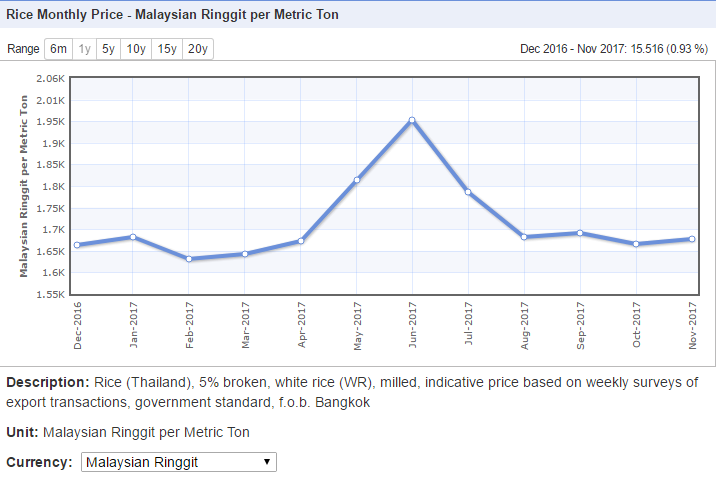 Rice Monthly Price - Malaysian Ringgit per Metric Ton
Range 6m 1y 5y 10y 15y 20y Dec 2016 - Nov 2017: 15.516 (0.93 %)
Malaysian Ringgit per Metric Ton
2.06K
2.01K
1.95K
1.9K
1.85K
1.8K
1.75K
1.7K
1.65K
1.6K
1.55K
Dec-2016
Jan-2017
Feb-2017
Mar-2017
Apr-2017
May-2017
Jun-2017
Jul-2017
Aug-2017
Sep-2017
Oct-2017
Nov-2017
Description: Rice (Thailand), 5% broken, white rice (WR), milled, indicative price based on weekly surveys of
export transactions, government standard, f.o.b. Bangkok
Unit: Malaysian Ringgit per Metric Ton
Currency: Malaysian Ringgit